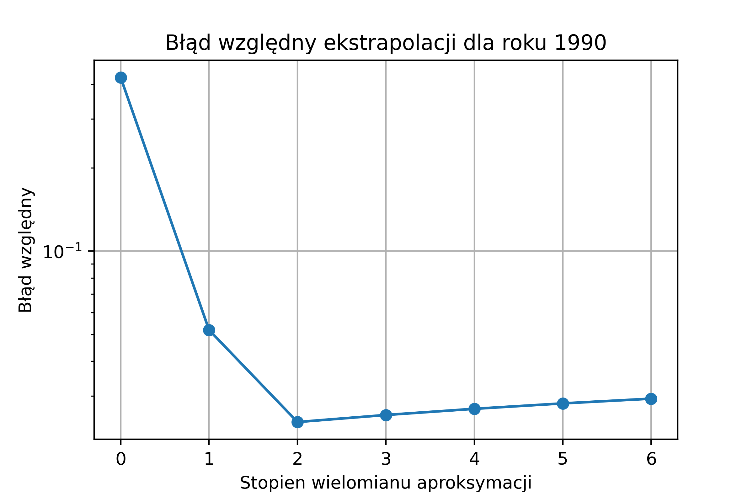 Błąd względny ekstrapolacji dla roku 1990
Błąd względny
10⁻¹
0 1 2 3 4 5 6
Stopien wielomianu aproksymacji